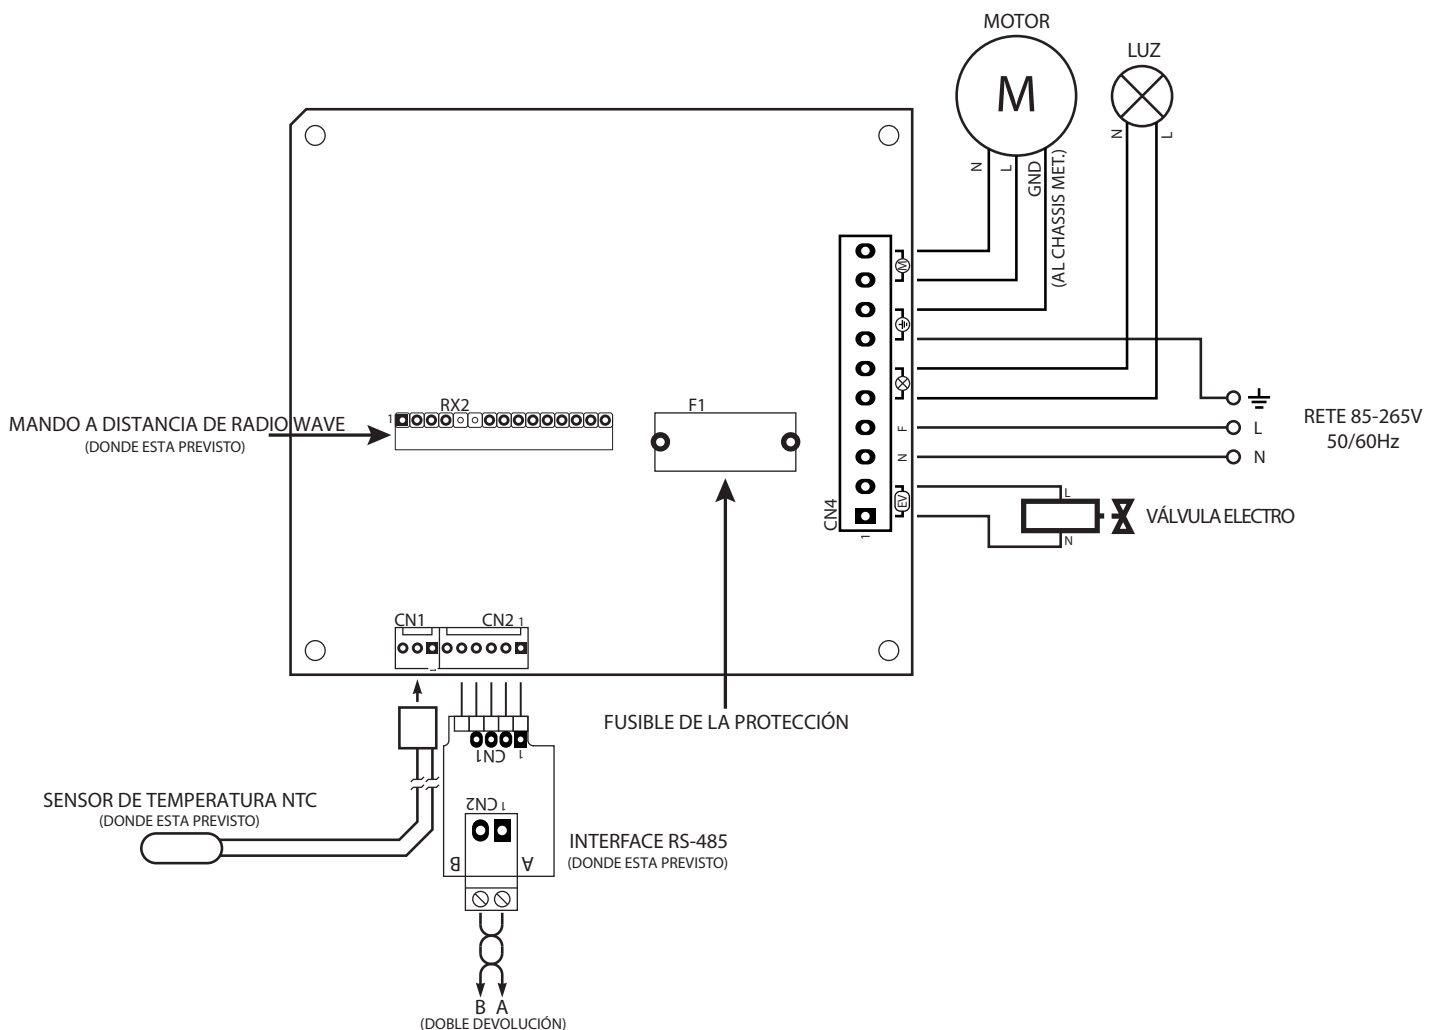 MOTOR
LUZ
M
N
L
N
L
GND
(AL CHASSIS MET.)
M
RX2
1
F1
MANDO A DISTANCIA DE RADIO WAVE
(DONDE ESTA PREVISTO)
F
N
EV
CN4
1
L
N
RETE 85-265V
50/60Hz
L
N
VÁLVULA ELECTRO
CN1
CN2 1
1
FUSIBLE DE LA PROTECCIÓN
CN1 1
SENSOR DE TEMPERATURA NTC
(DONDE ESTA PREVISTO)
CN2 1
INTERFACE RS-485
(DONDE ESTA PREVISTO)
B A
B A
(DOBLE DEVOLUCIÓN)